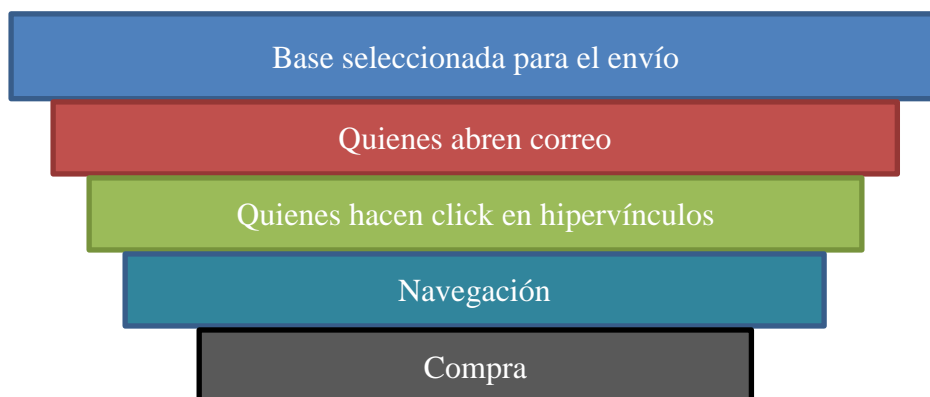 Base seleccionada para el envío
Quienes abren correo
Quienes hacen click en hipervínculos
Navegación
Compra